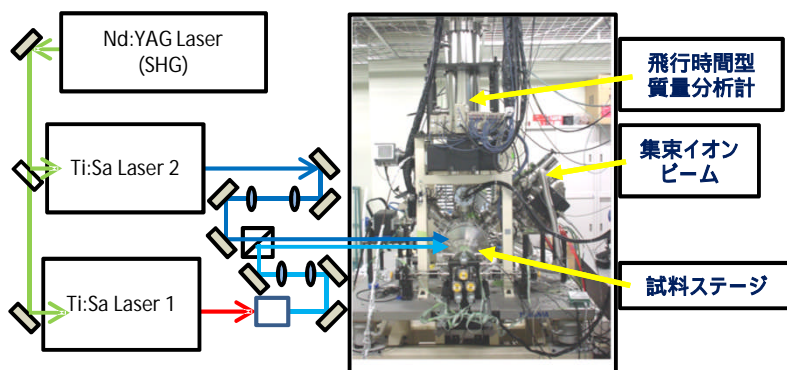 Nd:YAG Laser
(SHG)
Ti:Sa Laser 2
Ti:Sa Laser 1
飛行時間型
質量分析計
集束イオン
ビーム
試料ステージ